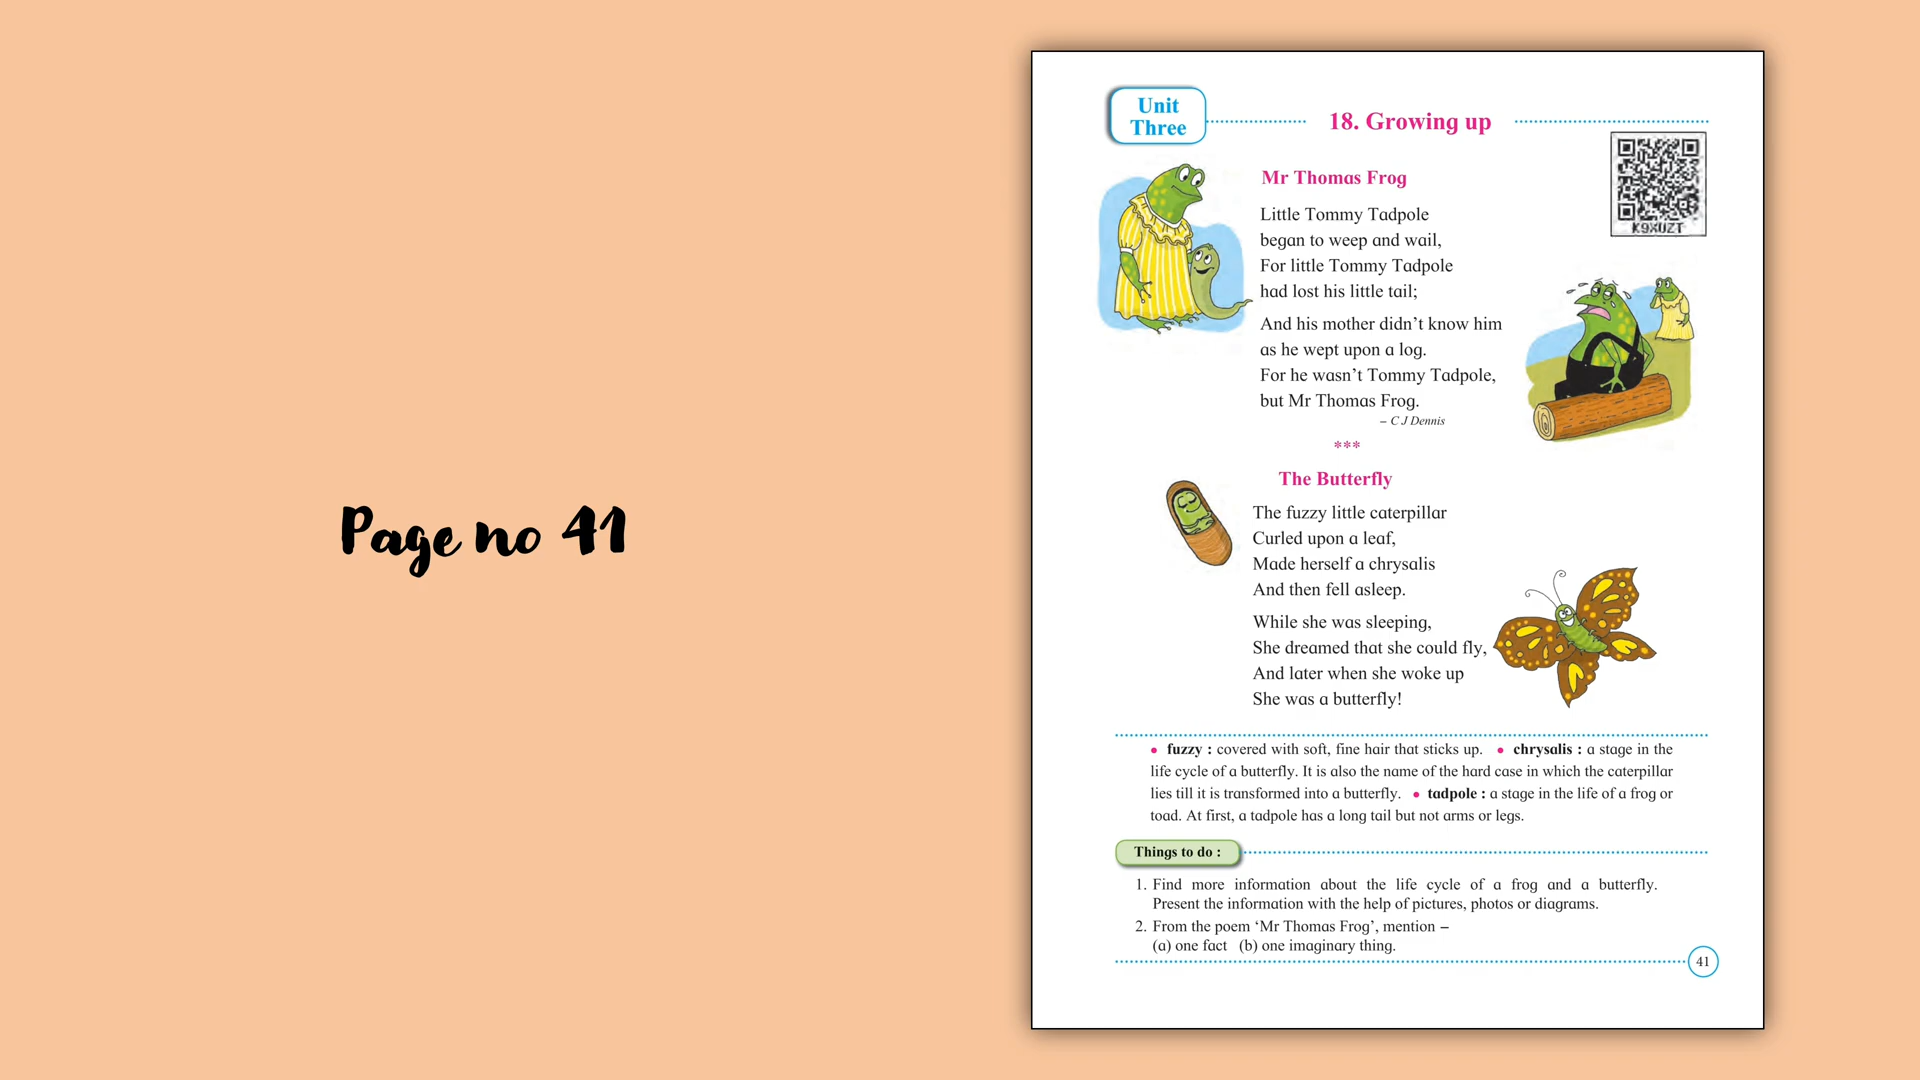 Page no 41
Unit
Three
18. Growing up
K9XUZT
Mr Thomas Frog
Little Tommy Tadpole
began to weep and wail,
For little Tommy Tadpole
had lost his little tail;
And his mother didn't know him
as he wept upon a log.
For he wasn't Tommy Tadpole,
but Mr Thomas Frog.
– C J Dennis
***
The Butterfly
The fuzzy little caterpillar
Curled upon a leaf,
Made herself a chrysalis
And then fell asleep.
While she was sleeping,
She dreamed that she could fly,
And later when she woke up
She was a butterfly!
• fuzzy : covered with soft, fine hair that sticks up. • chrysalis : a stage in the
life cycle of a butterfly. It is also the name of the hard case in which the caterpillar
lies till it is transformed into a butterfly. • tadpole : a stage in the life of a frog or
toad. At first, a tadpole has a long tail but not arms or legs.
Things to do :
1. Find more information about the life cycle of a frog and a butterfly.
Present the information with the help of pictures, photos or diagrams.
2. From the poem 'Mr Thomas Frog', mention –
(a) one fact (b) one imaginary thing.
41